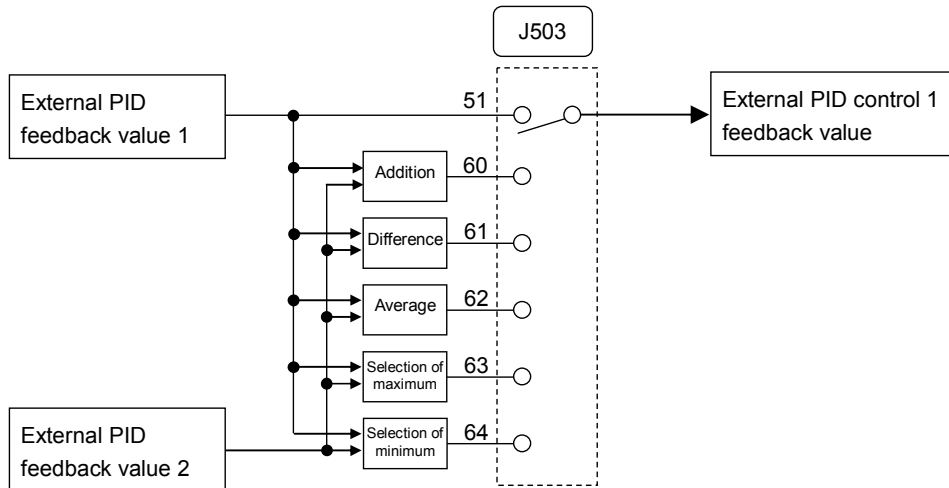 J503
External PID
feedback value 1
51
External PID control 1
feedback value
Addition
60
Difference
61
Average
62
Selection of
maximum
63
Selection of
minimum
64
External PID
feedback value 2